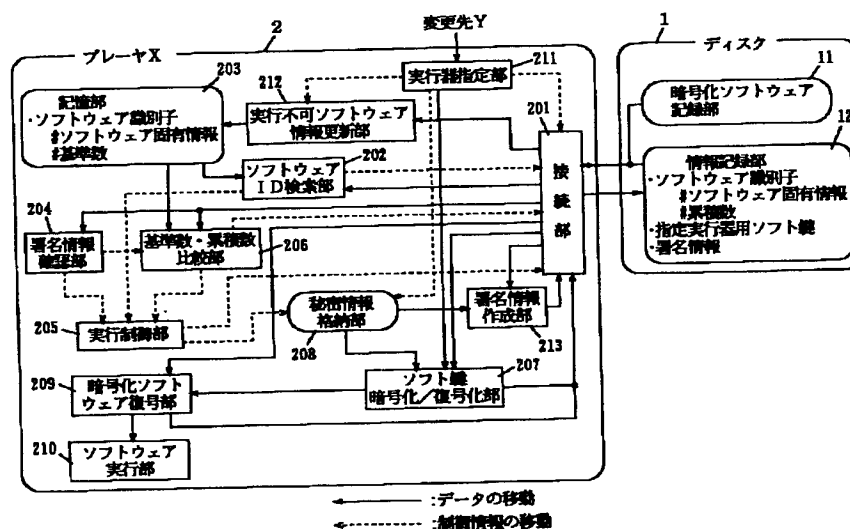 変更先Y
2
プレーヤX
211
実行器指定部
1
ディスク
11
暗号化ソフトウェア
記録部
203
記憶部
・ソフトウェア識別子
#ソフトウェア固有情報
#基準数
212
実行不可ソフトウェア
情報更新部
201
接続部
12
情報記録部
・ソフトウェア識別子
#ソフトウェア固有情報
#累積数
・指定実行器用ソフト鍵
・署名情報
202
ソフトウェア
ID検索部
204
署名情報
確認部
基準数・累積数
比較部
206
205
実行制御部
秘密情報
格納部
208
署名情報
作成部
213
209
暗号化ソフト
ウェア復号部
ソフト鍵
暗号化/復号化部
207
210
ソフトウェア
実行部
:データの移動
:制御情報の移動